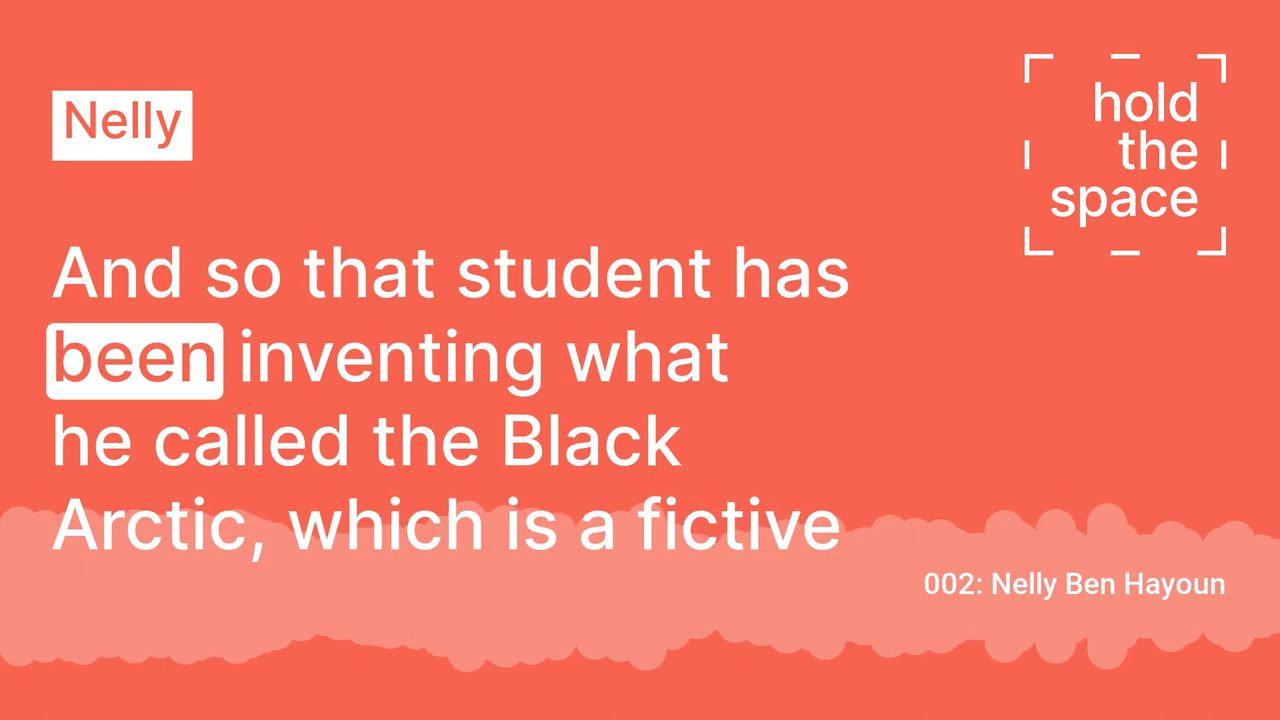 Nelly
hold
the
space
And so that student has
been inventing what
he called the Black
Arctic, which is a fictive
002: Nelly Ben Hayoun